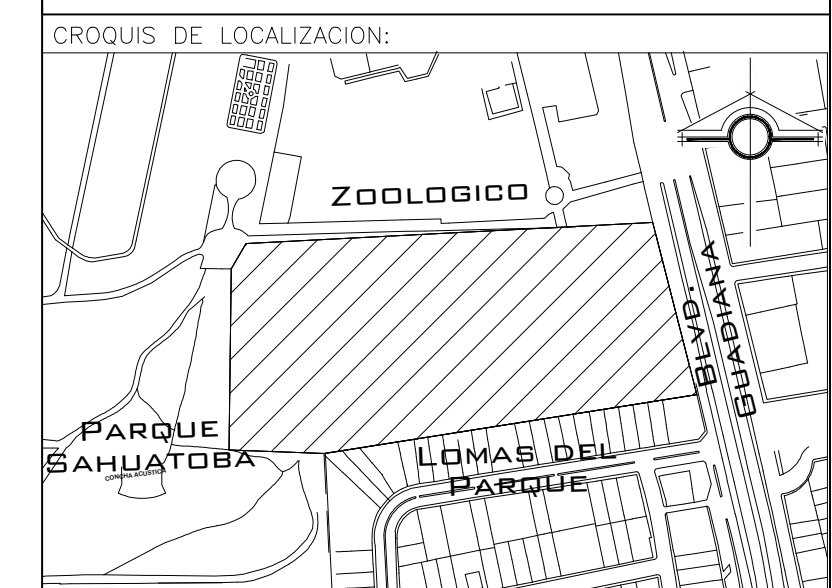 CROQUIS DE LOCALIZACION:
ZOOLOGICO
BLVD.
GUADIANA
PARQUE
SAHUATOBA
CONCHA ACUSTICA
LOMAS DEL
PARQUE